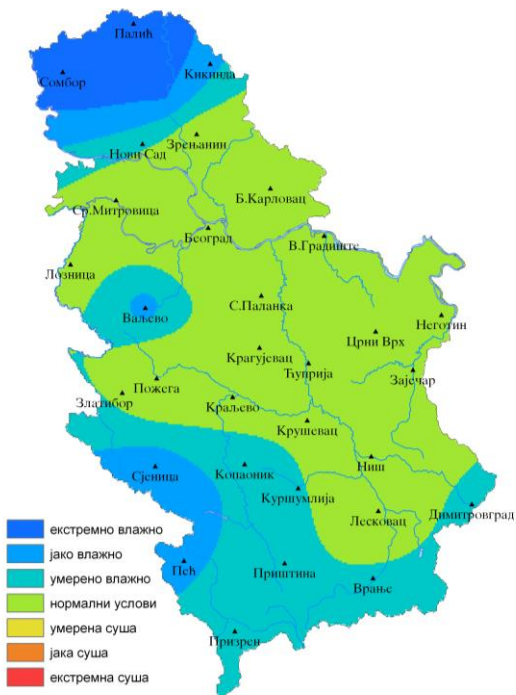 Палић
Сомбор
Кикинда
Зрењанин
Нови Сад
Б.Карловац
Ср.Митровица
Београд
В.Градиште
Лозница
С.Паланка
Ваљево
Неготин
Црни Врх
Крагујевац
Ћуприја
Зајечар
Пожега
Златибор
Краљево
Крушевац
Ниш
Сјеница
Копаоник
Куршумлија
Димитровград
Лесковац
Пећ
Приштина
Врање
Призрен
екстремно влажно
јако влажно
умерено влажно
нормални услови
умерена суша
јака суша
екстремна суша